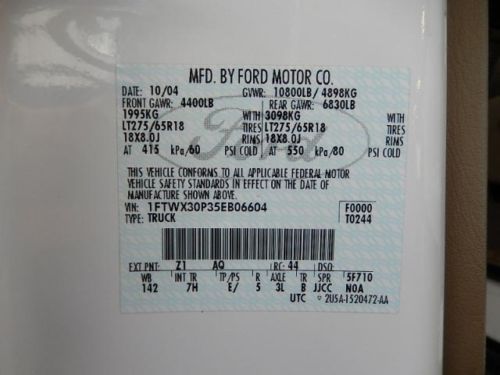 MFD. BY FORD MOTOR CO.
DATE: 10/04 GVWR: 10800LB/ 4898KG
FRONT GAWR: 4400LB REAR GAWR: 6830LB
1995KG WITH 3098KG WITH
LT275/65R18 TIRES LT275/65R18 TIRES
18X8.0J RIMS 18X8.0J RIMS
AT 415 kPa/60 PSI COLD AT 550 kPa/80 PSI COLD
Ford
THIS VEHICLE CONFORMS TO ALL APPLICABLE FEDERAL MOTOR
VEHICLE SAFETY STANDARDS IN EFFECT ON THE DATE OF
MANUFACTURE SHOWN ABOVE.
VIN: 1FTWX30P35EB06604 F0000
TYPE: TRUCK T0244
EXT PNT: Z1 AQ RC: 44 DSO:
WB INT TR TP/PS R AXLE TR SPR 5F710
142 7H E/ 5 3L B JJCC N0A
UTC 2U5A-1520472-AA